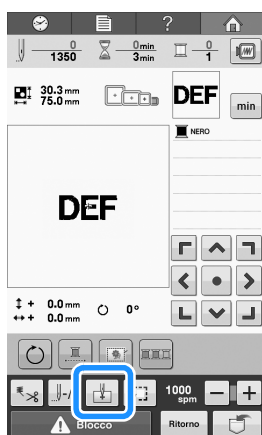 ?
0
1350
0min
3min
0
1
30.3 mm
75.0 mm
DEF
min
NERO
DEF
+ 0.0 mm
+ 0.0 mm
0°
1000
spm
- +
Blocco
Ritorno